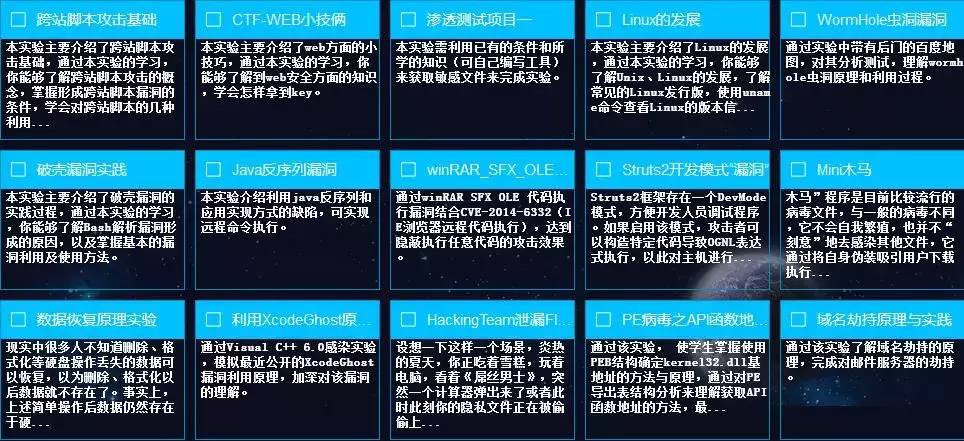 跨站脚本攻击基础
本实验主要介绍了跨站脚本攻
击基础，通过本实验的学习，
你能够了解跨站脚本攻击的概
念，掌握形成跨站脚本漏洞的
条件，学会对跨站脚本的几种
利用...
CTF-WEB小技俩
本实验主要介绍了web方面的小
技巧，通过本实验的学习，你
能够了解到web安全方面的知识
，学会怎样拿到key。
渗透测试项目一
本实验需利用已有的条件和所
学的知识（可自己编写工具）
来获取敏感文件来完成实验。
Linux的发展
本实验主要介绍了Linux的发展
，通过本实验的学习，你能够
了解Unix、Linux的发展，了解
常见的Linux发行版，使用una
me命令查看Linux的版本信...
WormHole虫洞漏洞
通过实验中带有后门的百度地
图，对其分析测试，理解wormh
ole虫洞原理和利用过程。
破壳漏洞实践
本实验主要介绍了破壳漏洞的
实践过程，通过本实验的学习
，你能够了解Bash解析漏洞形
成的原因，以及掌握基本的漏
洞利用及使用方法。
Java反序列漏洞
本实验介绍利用java反序列和
应用实现方式的缺陷，可实现
远程命令执行。
winRAR_SFX_OLE...
通过winRAR SFX OLE 代码执
行漏洞结合CVE-2014-6332（I
E浏览器远程代码执行），达到
隐蔽执行任意代码的攻击效果
。
Struts2开发模式"漏洞"
Struts2框架存在一个DevMode
模式，方便开发人员调试程序
。如果启用该模式，攻击者可
以构造特定代码导致OGNL表达
式执行，以此对主机进行...
Mini木马
木马”程序是目前比较流行的
病毒文件，与一般的病毒不同
，它不会自我繁殖，也并不“
刻意”地去感染其他文件，它
通过将自身伪装吸引用户下载
执行...
数据恢复原理实验
现实中很多人不知道删除、格
式化等硬盘操作丢失的数据可
以恢复，以为删除、格式化以
后数据就不存在了。事实上，
上述简单操作后数据仍然存在
于硬...
利用XcodeGhost原...
通过Visual C++ 6.0感染实验
，模拟最近公开的XcodeGhost
漏洞利用原理，加深对该漏洞
的理解。
HackingTeam泄漏Fl...
设想一下这样一个场景，炎热
的夏天，你正吃着雪糕，玩着
电脑，看着《屌丝男士》，突
然一个计算器弹出来了或者此
时此刻你的隐私文件正在被偷
偷上...
PE病毒之API函数地...
通过该实验， 使学生掌握使用
PEB结构确定kernel32.dll基
地址的方法与原理，通过对PE
导出表结构分析来理解获取API
函数地址的方法，最...
域名劫持原理与实践
通过该实验了解域名劫持的原
理，完成对邮件服务器的劫持
。